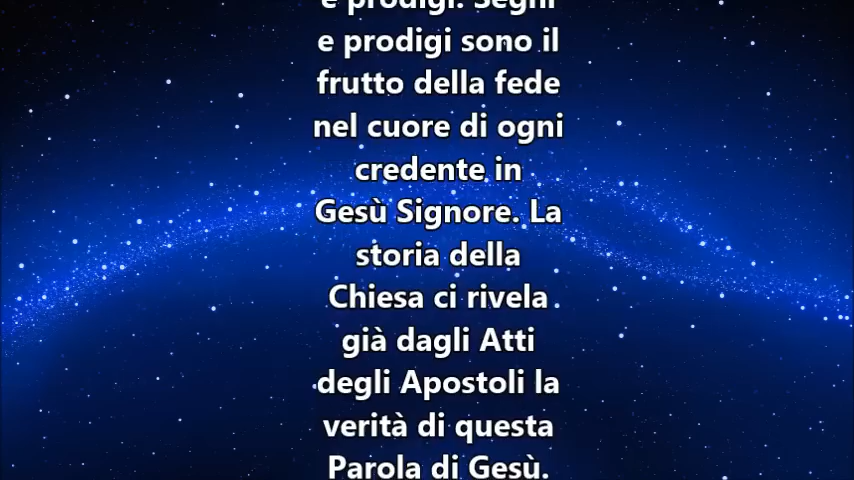 e prodigi. Segni
e prodigi sono il
frutto della fede
nel cuore di ogni
credente in
Gesù Signore. La
storia della
Chiesa ci rivela
già dagli Atti
degli Apostoli la
verità di questa
Parola di Gesù.